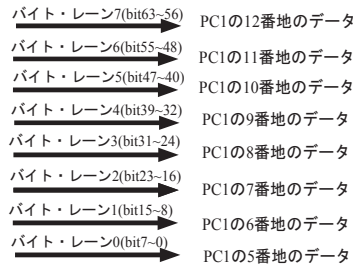 バイト・レーン7(bit63~56) PC1の12番地のデータ
バイト・レーン6(bit55~48) PC1の11番地のデータ
バイト・レーン5(bit47~40) PC1の10番地のデータ
バイト・レーン4(bit39~32) PC1の9番地のデータ
バイト・レーン3(bit31~24) PC1の8番地のデータ
バイト・レーン2(bit23~16) PC1の7番地のデータ
バイト・レーン1(bit15~8) PC1の6番地のデータ
バイト・レーン0(bit7~0) PC1の5番地のデータ